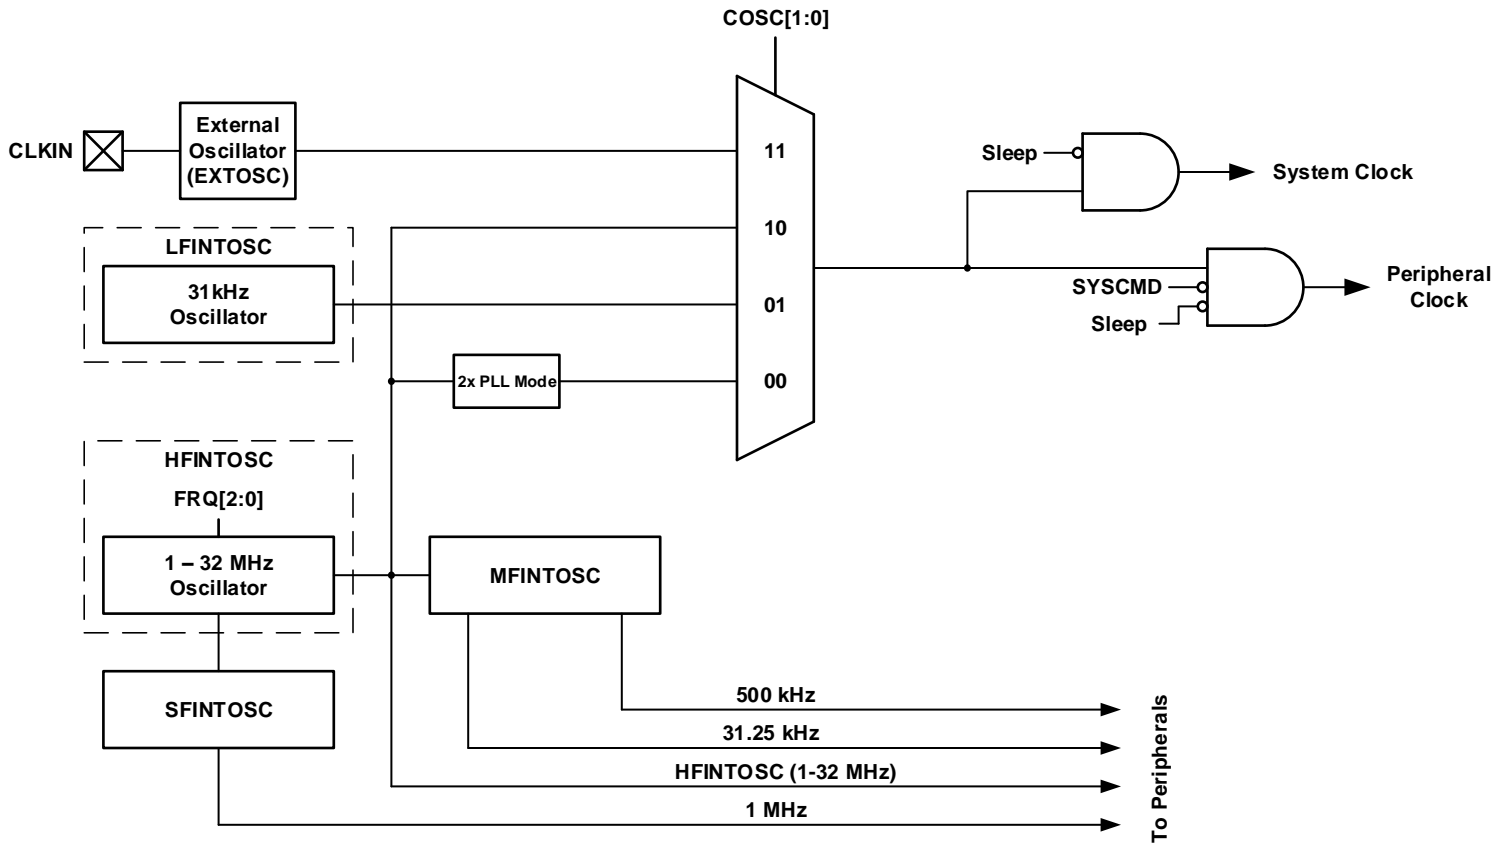 COSC[1:0]
CLKIN
External
Oscillator
(EXTOSC)
11
Sleep
System Clock
10
LFINTOSC
31kHz
Oscillator
01
SYSCMD
Sleep
Peripheral
Clock
2x PLL Mode
00
HFINTOSC
FRQ[2:0]
1 – 32 MHz
Oscillator
MFINTOSC
SFINTOSC
500 kHz
31.25 kHz
HFINTOSC (1-32 MHz)
1 MHz
To Peripherals